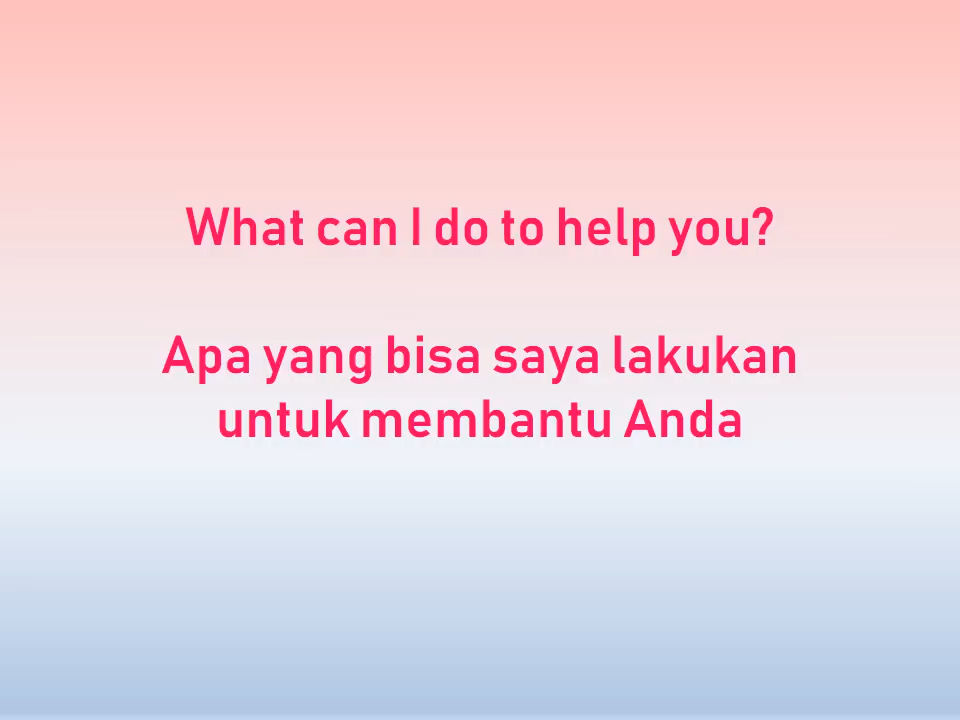 What can I do to help you?
Apa yang bisa saya lakukan
untuk membantu Anda